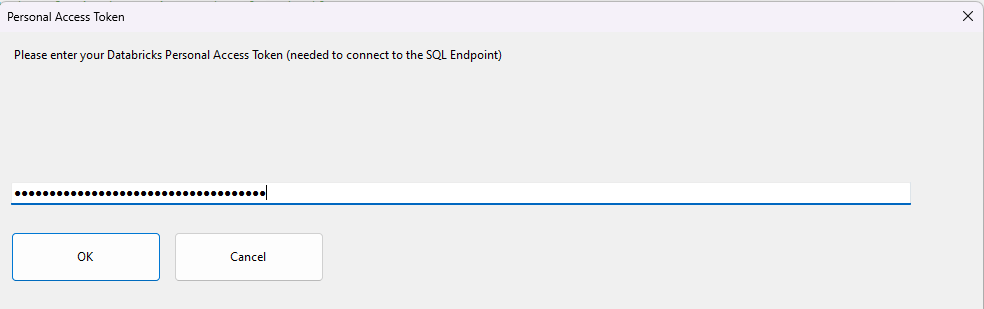 Personal Access Token
Please enter your Databricks Personal Access Token (needed to connect to the SQL Endpoint)
••••••••••••••••••••••••••••••••••••
OK
Cancel